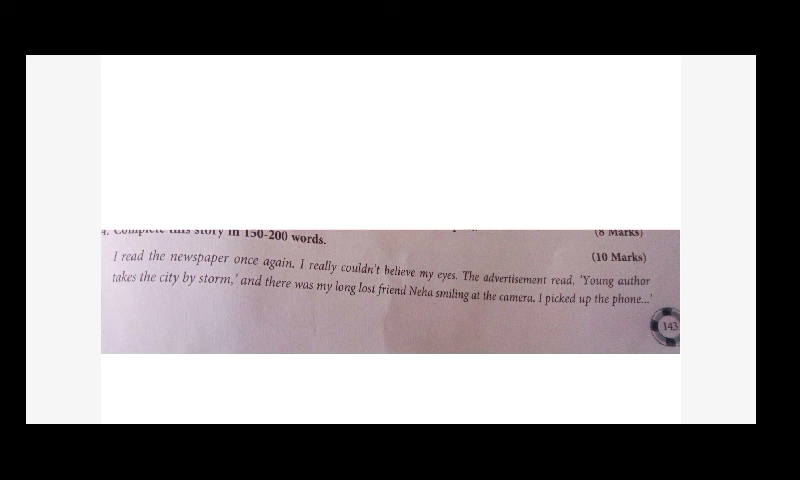 4. Complete this story in 150-200 words.
(8 Marks)
(10 Marks)
I read the newspaper once again. I really couldn't believe my eyes. The advertisement read, 'Young author
takes the city by storm,' and there was my long lost friend Neha smiling at the camera. I picked up the phone...'
143